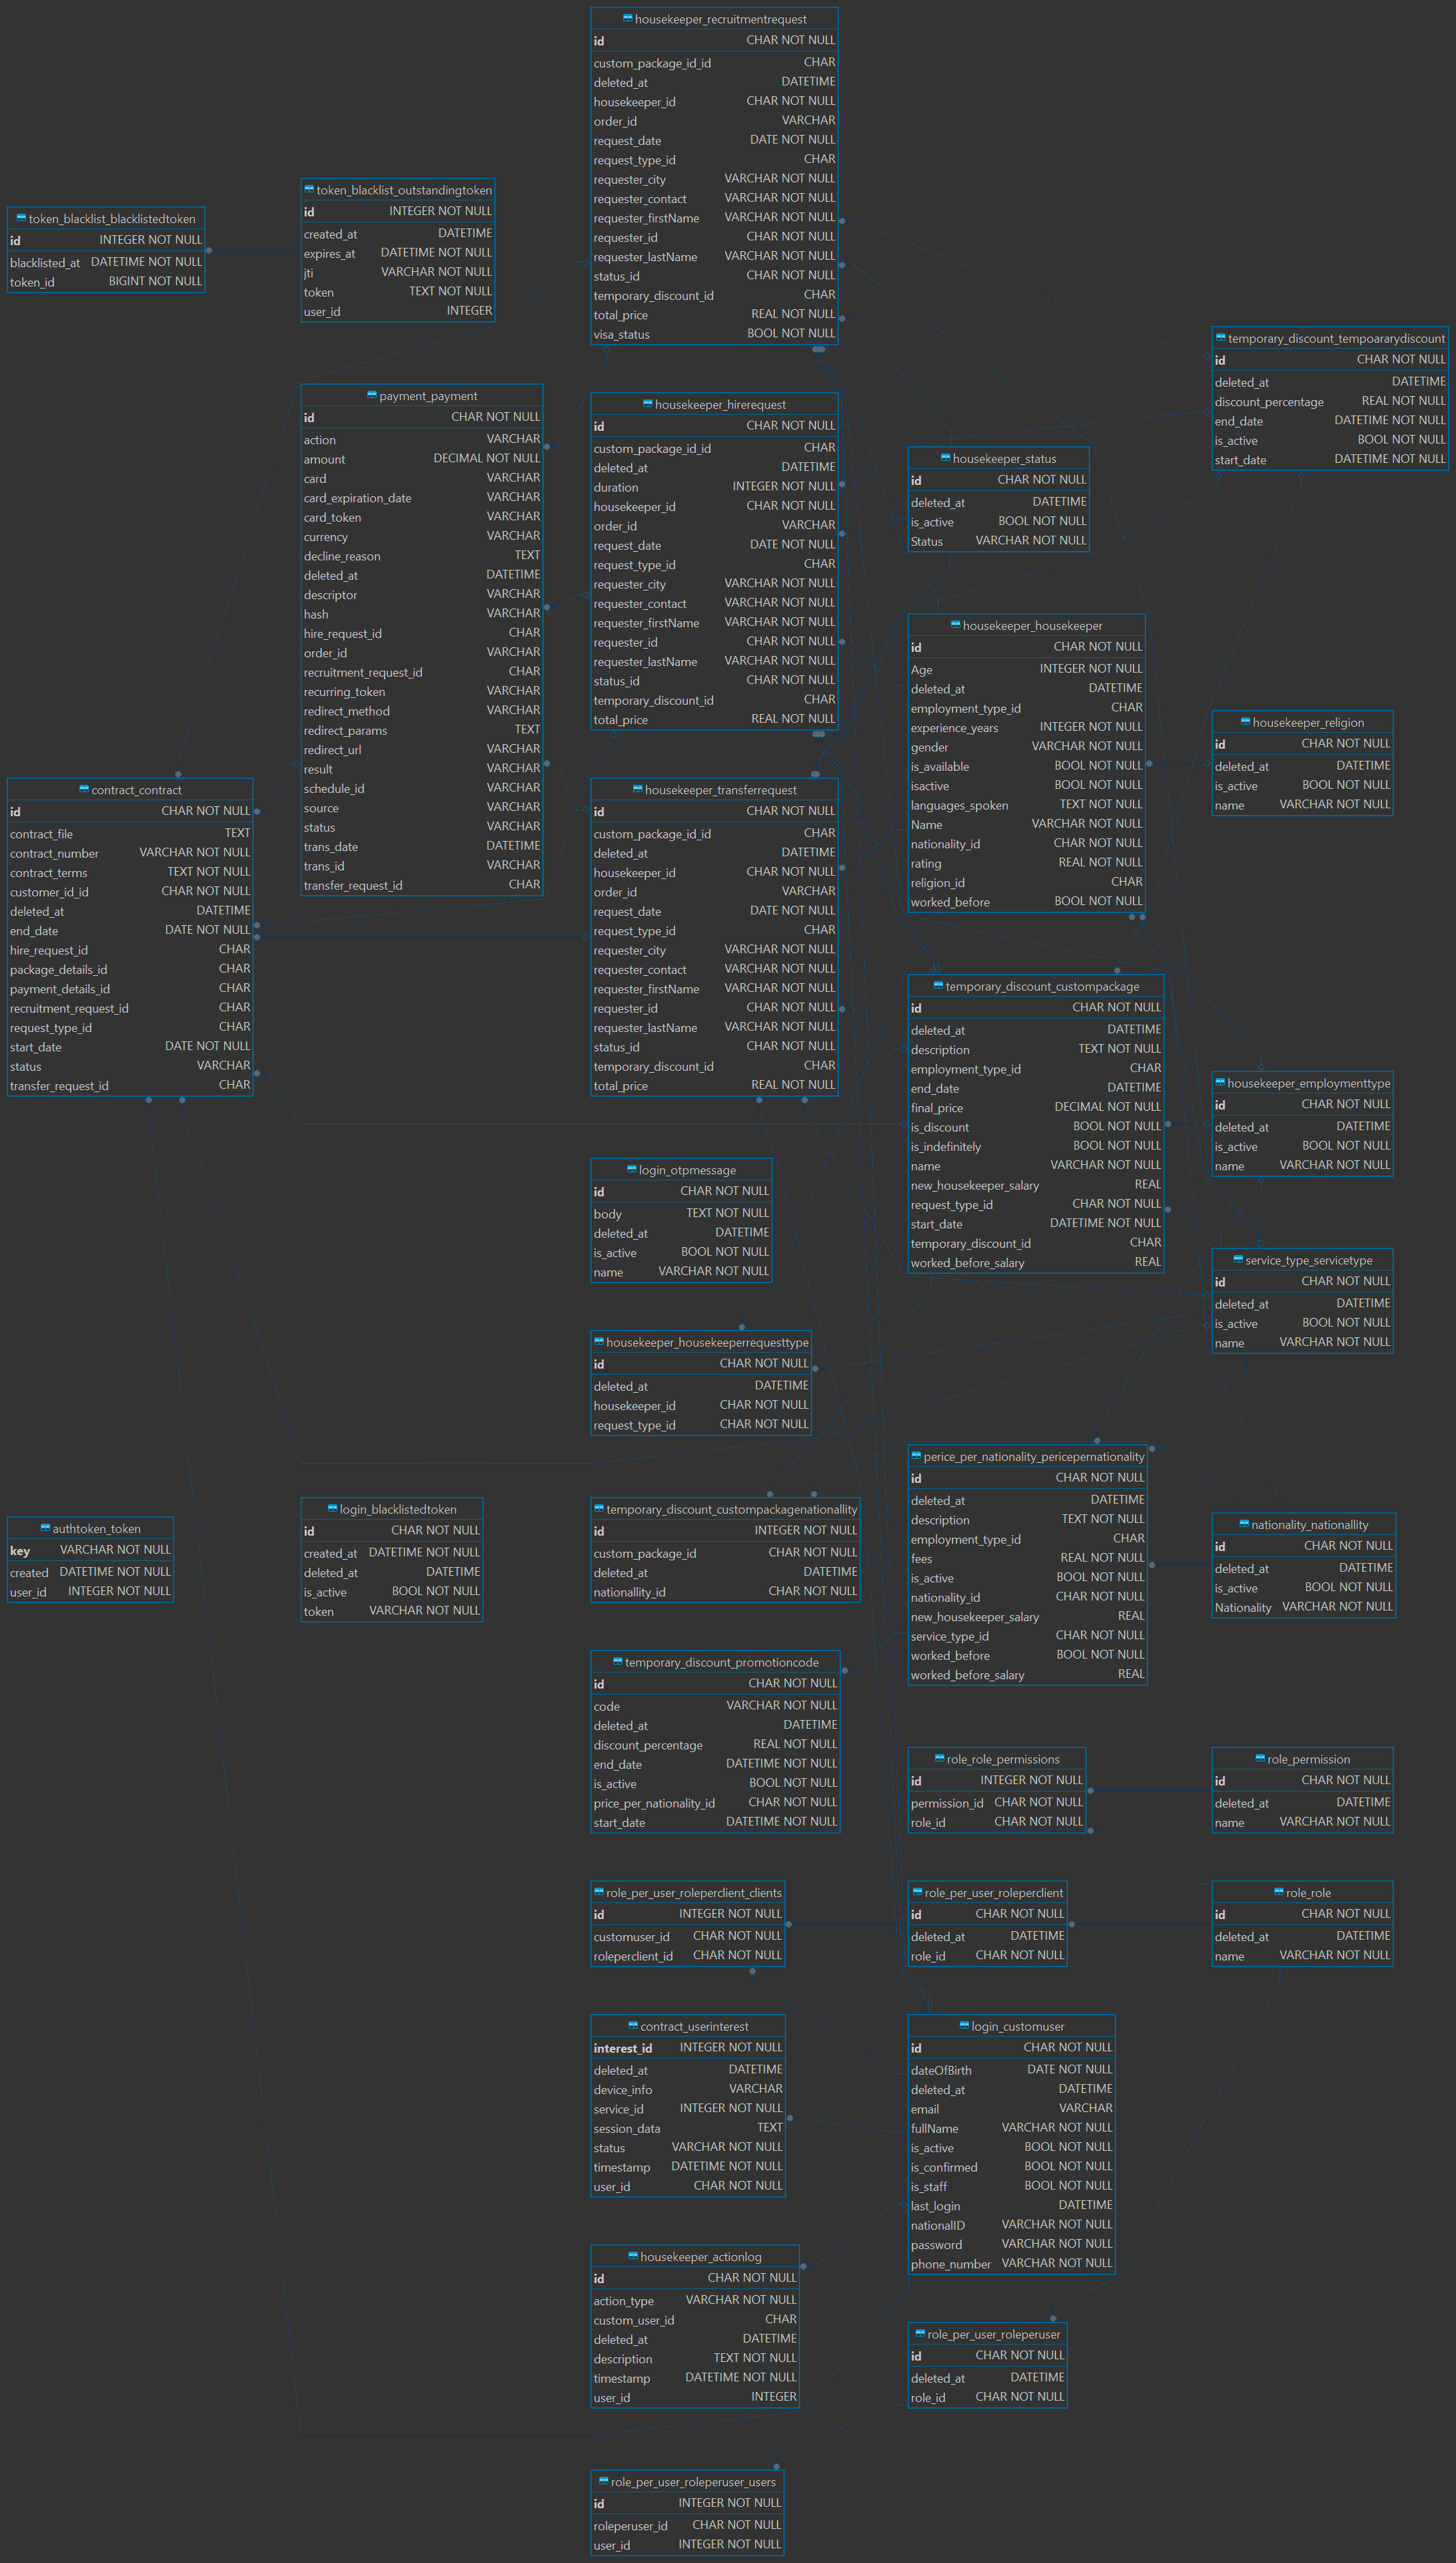 housekeeper_recruitmentrequest
id CHAR NOT NULL
custom_package_id_id CHAR
deleted_at DATETIME
housekeeper_id CHAR NOT NULL
order_id VARCHAR
request_date DATE NOT NULL
request_type_id CHAR
requester_city VARCHAR NOT NULL
requester_contact VARCHAR NOT NULL
requester_firstName VARCHAR NOT NULL
requester_id CHAR NOT NULL
requester_lastName VARCHAR NOT NULL
status_id CHAR NOT NULL
temporary_discount_id CHAR
total_price REAL NOT NULL
visa_status BOOL NOT NULL
token_blacklist_outstandingtoken
id INTEGER NOT NULL
created_at DATETIME
expires_at DATETIME NOT NULL
jti VARCHAR NOT NULL
token TEXT NOT NULL
user_id INTEGER
token_blacklist_blacklistedtoken
id INTEGER NOT NULL
blacklisted_at DATETIME NOT NULL
token_id BIGINT NOT NULL
temporary_discount_tempoararydiscount
id CHAR NOT NULL
deleted_at DATETIME
discount_percentage REAL NOT NULL
end_date DATETIME NOT NULL
is_active BOOL NOT NULL
start_date DATETIME NOT NULL
payment_payment
id CHAR NOT NULL
action VARCHAR
amount DECIMAL NOT NULL
card VARCHAR
card_expiration_date VARCHAR
card_token VARCHAR
currency VARCHAR
decline_reason TEXT
deleted_at DATETIME
descriptor VARCHAR
hash VARCHAR
hire_request_id CHAR
order_id VARCHAR
recruitment_request_id CHAR
recurring_token VARCHAR
redirect_method VARCHAR
redirect_params TEXT
redirect_url VARCHAR
result VARCHAR
schedule_id VARCHAR
source VARCHAR
status VARCHAR
trans_date DATETIME
trans_id VARCHAR
transfer_request_id CHAR
housekeeper_hirerequest
id CHAR NOT NULL
custom_package_id_id CHAR
deleted_at DATETIME
duration INTEGER NOT NULL
housekeeper_id CHAR NOT NULL
order_id VARCHAR
request_date DATE NOT NULL
request_type_id CHAR
requester_city VARCHAR NOT NULL
requester_contact VARCHAR NOT NULL
requester_firstName VARCHAR NOT NULL
requester_id CHAR NOT NULL
requester_lastName VARCHAR NOT NULL
status_id CHAR NOT NULL
temporary_discount_id CHAR
total_price REAL NOT NULL
housekeeper_status
id CHAR NOT NULL
deleted_at DATETIME
is_active BOOL NOT NULL
Status VARCHAR NOT NULL
housekeeper_housekeeper
id CHAR NOT NULL
Age INTEGER NOT NULL
deleted_at DATETIME
employment_type_id CHAR
experience_years INTEGER NOT NULL
gender VARCHAR NOT NULL
is_available BOOL NOT NULL
isactive BOOL NOT NULL
languages_spoken TEXT NOT NULL
Name VARCHAR NOT NULL
nationality_id CHAR NOT NULL
rating REAL NOT NULL
religion_id CHAR
worked_before BOOL NOT NULL
housekeeper_religion
id CHAR NOT NULL
deleted_at DATETIME
is_active BOOL NOT NULL
name VARCHAR NOT NULL
contract_contract
id CHAR NOT NULL
contract_file TEXT
contract_number VARCHAR NOT NULL
contract_terms TEXT NOT NULL
customer_id_id CHAR NOT NULL
deleted_at DATETIME
end_date DATE NOT NULL
hire_request_id CHAR
package_details_id CHAR
payment_details_id CHAR
recruitment_request_id CHAR
request_type_id CHAR
start_date DATE NOT NULL
status VARCHAR
transfer_request_id CHAR
housekeeper_transferrequest
id CHAR NOT NULL
custom_package_id_id CHAR
deleted_at DATETIME
housekeeper_id CHAR NOT NULL
order_id VARCHAR
request_date DATE NOT NULL
request_type_id CHAR
requester_city VARCHAR NOT NULL
requester_contact VARCHAR NOT NULL
requester_firstName VARCHAR NOT NULL
requester_id CHAR NOT NULL
requester_lastName VARCHAR NOT NULL
status_id CHAR NOT NULL
temporary_discount_id CHAR
total_price REAL NOT NULL
temporary_discount_custompackage
id CHAR NOT NULL
deleted_at DATETIME
description TEXT NOT NULL
employment_type_id CHAR
end_date DATETIME
final_price DECIMAL NOT NULL
is_discount BOOL NOT NULL
is_indefinitely BOOL NOT NULL
name VARCHAR NOT NULL
new_housekeeper_salary REAL
request_type_id CHAR NOT NULL
start_date DATETIME NOT NULL
temporary_discount_id CHAR
worked_before_salary REAL
housekeeper_employmenttype
id CHAR NOT NULL
deleted_at DATETIME
is_active BOOL NOT NULL
name VARCHAR NOT NULL
login_otpmessage
id CHAR NOT NULL
body TEXT NOT NULL
deleted_at DATETIME
is_active BOOL NOT NULL
name VARCHAR NOT NULL
service_type_servicetype
id CHAR NOT NULL
deleted_at DATETIME
is_active BOOL NOT NULL
name VARCHAR NOT NULL
housekeeper_housekeeperrequesttype
id CHAR NOT NULL
deleted_at DATETIME
housekeeper_id CHAR NOT NULL
request_type_id CHAR NOT NULL
perice_per_nationality_pericepernationality
id CHAR NOT NULL
deleted_at DATETIME
description TEXT NOT NULL
employment_type_id CHAR
fees REAL NOT NULL
is_active BOOL NOT NULL
nationality_id CHAR NOT NULL
new_housekeeper_salary REAL
service_type_id CHAR NOT NULL
worked_before BOOL NOT NULL
worked_before_salary REAL
authtoken_token
key VARCHAR NOT NULL
created DATETIME NOT NULL
user_id INTEGER NOT NULL
login_blacklistedtoken
id CHAR NOT NULL
created_at DATETIME NOT NULL
deleted_at DATETIME
is_active BOOL NOT NULL
token VARCHAR NOT NULL
temporary_discount_custompackagenationallity
id INTEGER NOT NULL
custom_package_id CHAR NOT NULL
deleted_at DATETIME
nationallity_id CHAR NOT NULL
nationality_nationallity
id CHAR NOT NULL
deleted_at DATETIME
is_active BOOL NOT NULL
Nationality VARCHAR NOT NULL
temporary_discount_promotioncode
id CHAR NOT NULL
code VARCHAR NOT NULL
deleted_at DATETIME
discount_percentage REAL NOT NULL
end_date DATETIME NOT NULL
is_active BOOL NOT NULL
price_per_nationality_id CHAR NOT NULL
start_date DATETIME NOT NULL
role_role_permissions
id INTEGER NOT NULL
permission_id CHAR NOT NULL
role_id CHAR NOT NULL
role_permission
id CHAR NOT NULL
deleted_at DATETIME
name VARCHAR NOT NULL
role_per_user_roleperclient_clients
id INTEGER NOT NULL
customuser_id CHAR NOT NULL
roleperclient_id CHAR NOT NULL
role_per_user_roleperclient
id CHAR NOT NULL
deleted_at DATETIME
role_id CHAR NOT NULL
role_role
id CHAR NOT NULL
deleted_at DATETIME
name VARCHAR NOT NULL
contract_userinterest
interest_id INTEGER NOT NULL
deleted_at DATETIME
device_info VARCHAR
service_id INTEGER NOT NULL
session_data TEXT
status VARCHAR NOT NULL
timestamp DATETIME NOT NULL
user_id CHAR NOT NULL
login_customuser
id CHAR NOT NULL
dateOfBirth DATE NOT NULL
deleted_at DATETIME
email VARCHAR
fullName VARCHAR NOT NULL
is_active BOOL NOT NULL
is_confirmed BOOL NOT NULL
is_staff BOOL NOT NULL
last_login DATETIME
nationalID VARCHAR NOT NULL
password VARCHAR NOT NULL
phone_number VARCHAR NOT NULL
housekeeper_actionlog
id CHAR NOT NULL
action_type VARCHAR NOT NULL
custom_user_id CHAR
deleted_at DATETIME
description TEXT NOT NULL
timestamp DATETIME NOT NULL
user_id INTEGER
role_per_user_roleperuser
id CHAR NOT NULL
deleted_at DATETIME
role_id CHAR NOT NULL
role_per_user_roleperuser_users
id INTEGER NOT NULL
roleperuser_id CHAR NOT NULL
user_id INTEGER NOT NULL